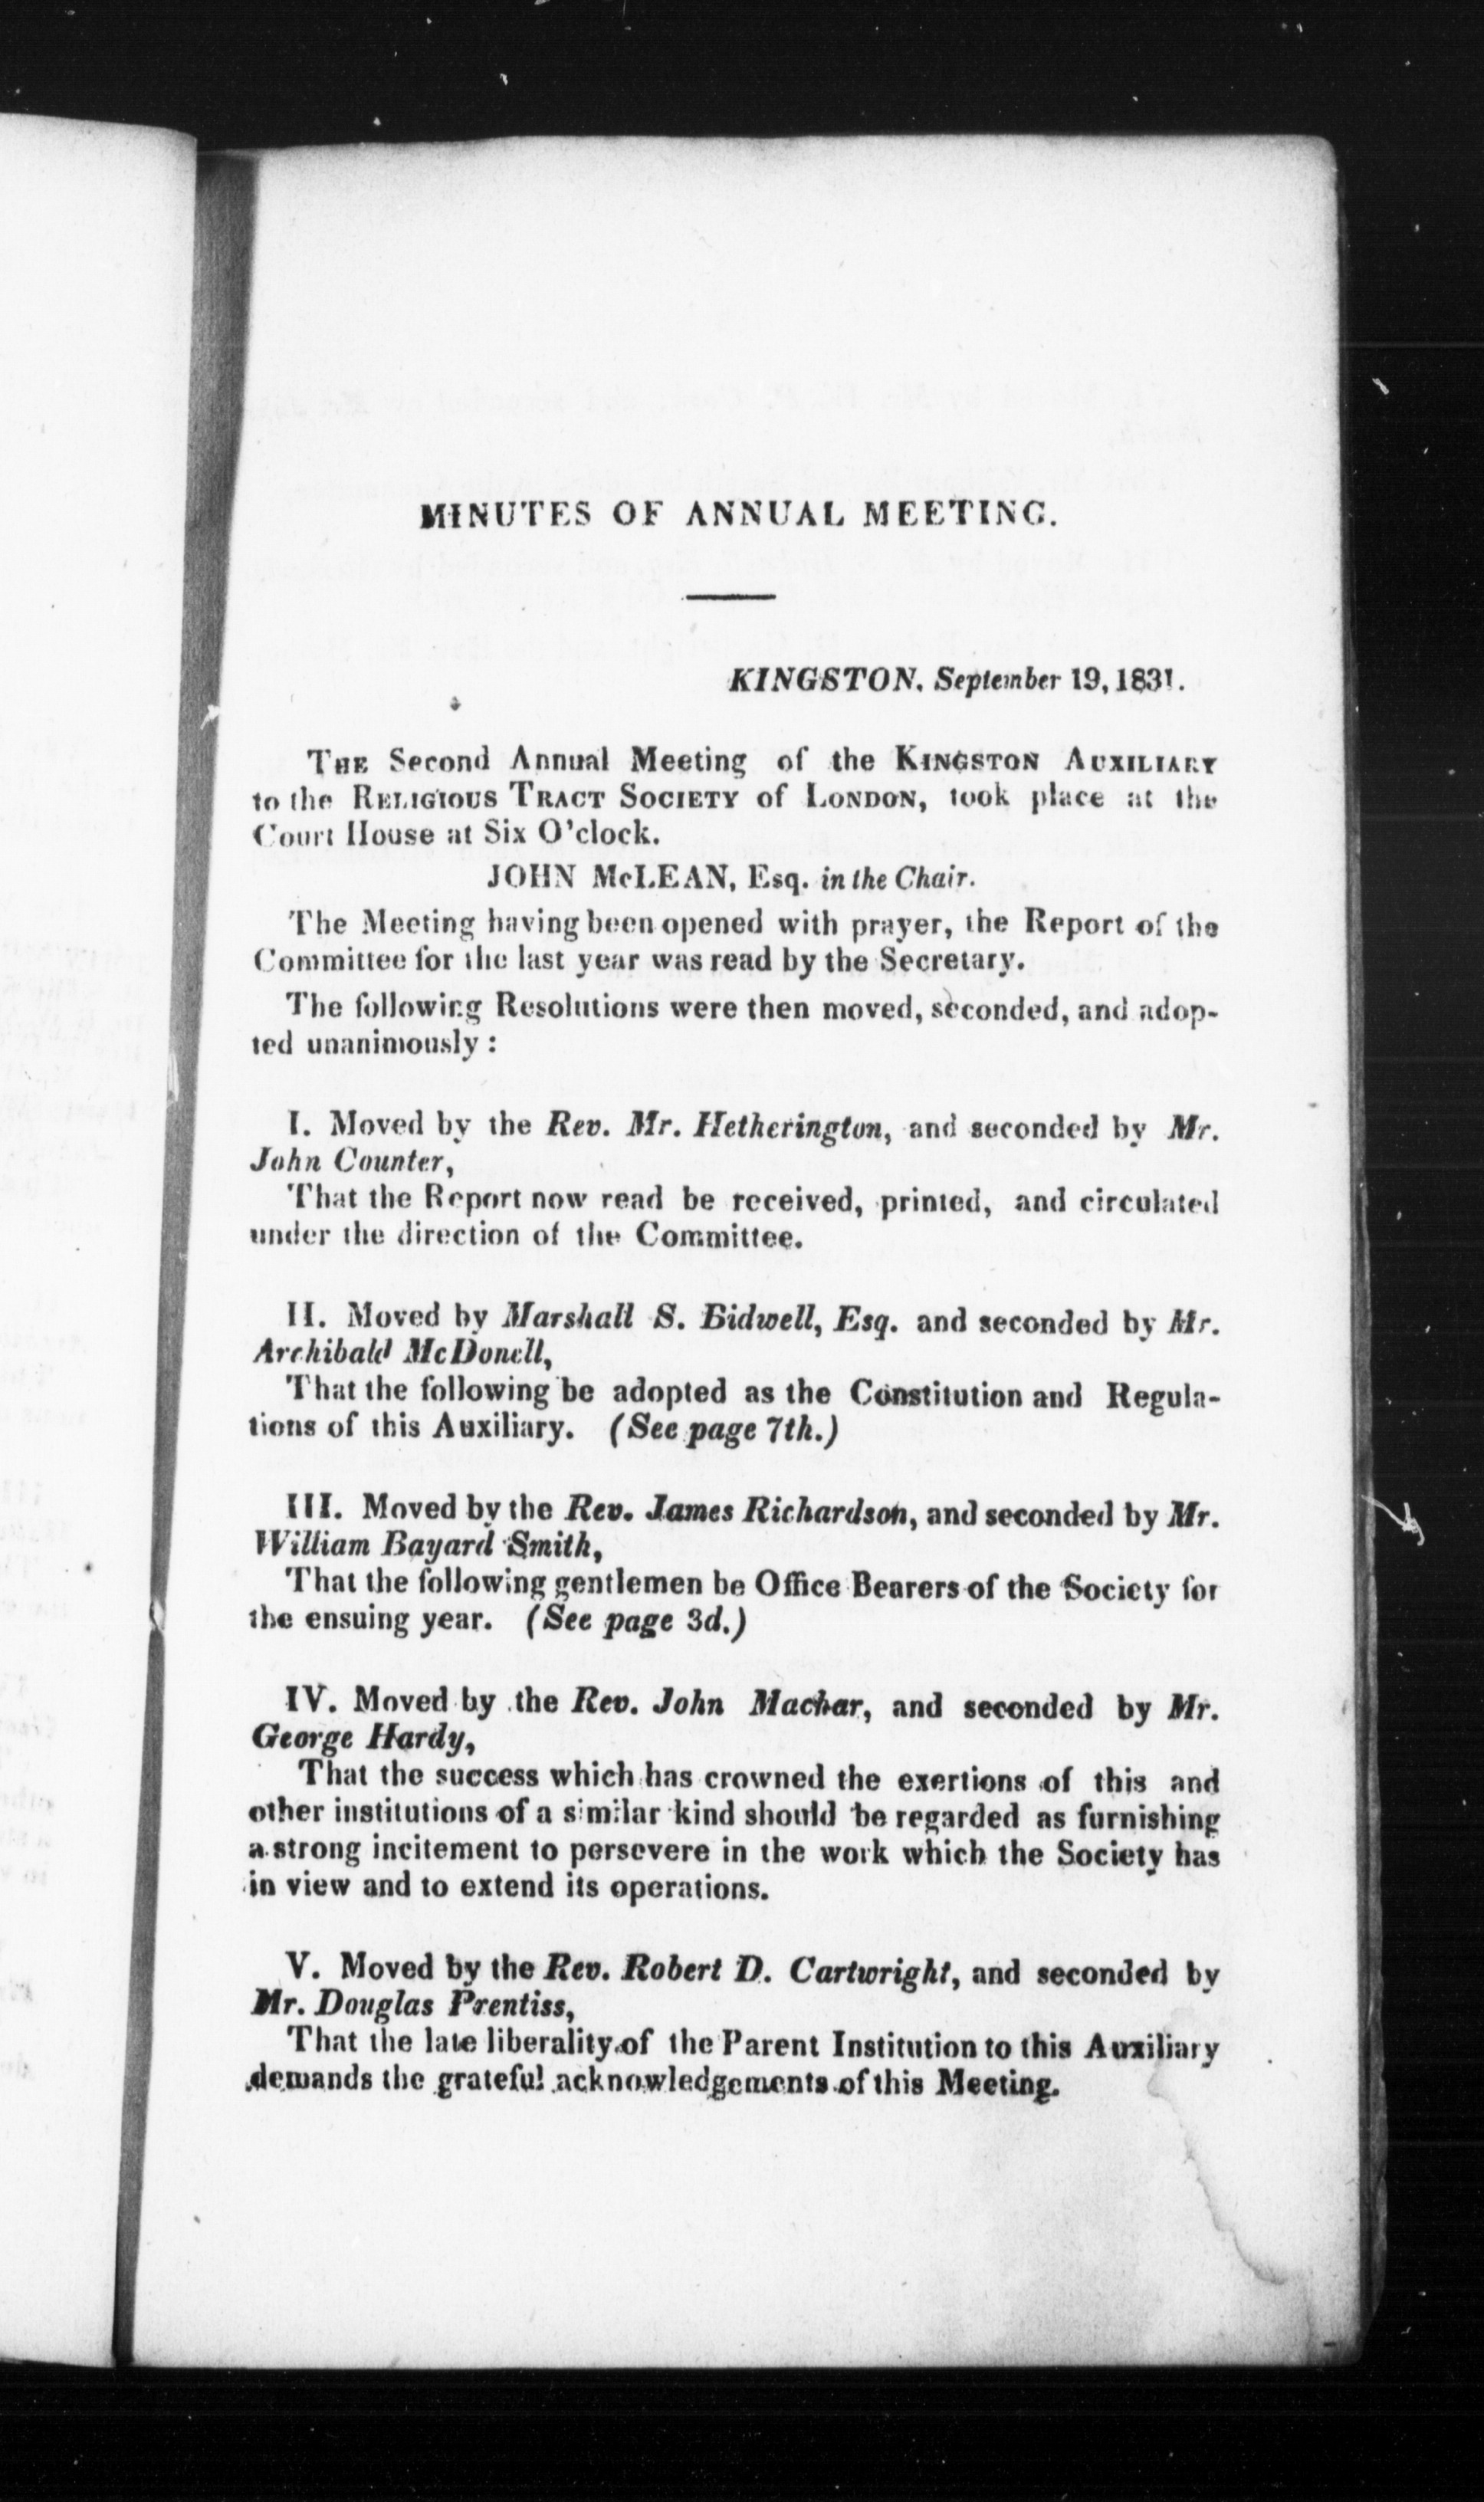 MINUTES OF ANNUAL MEETING.
KINGSTON, September 19, 1831.
THE Second Annual Meeting of the KINGSTON AUXILIARY
to the RELIGIOUS TRACT SOCIETY of LONDON, took place at the
Court House at Six O'clock.
JOHN McLEAN, Esq. in the Chair.
The Meeting having been opened with prayer, the Report of the
Committee for the last year was read by the Secretary.
The following Resolutions were then moved, seconded, and adop-
ted unanimously :
I. Moved by the Rev. Mr. Hetherington, and seconded by Mr.
John Counter,
That the Report now read be received, printed, and circulated
under the direction of the Committee.
II. Moved by Marshall S. Bidwell, Esq. and seconded by Mr.
Archibald McDonell,
That the following be adopted as the Constitution and Regula-
tions of this Auxiliary. (See page 7th.)
III. Moved by the Rev. James Richardson, and seconded by Mr.
William Bayard Smith,
That the following gentlemen be Office Bearers of the Society for
the ensuing year. (See page 3d.)
IV. Moved by the Rev. John Machar, and seconded by Mr.
George Hardy,
That the success which has crowned the exertions of this and
other institutions of a similar kind should be regarded as furnishing
a strong incitement to persevere in the work which the Society has
in view and to extend its operations.
V. Moved by the Rev. Robert D. Cartwright, and seconded by
Mr. Douglas Prentiss,
That the late liberality of the Parent Institution to this Auxiliary
demands the grateful acknowledgements of this Meeting.